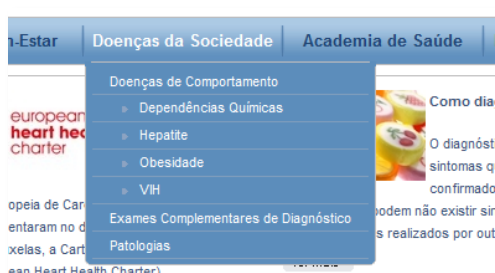 -Estar
Doenças da Sociedade
Academia de Saúde
Doenças de Comportamento
Dependências Químicas
Hepatite
Obesidade
VIH
Exames Complementares de Diagnóstico
Patologias
european
heart hea
charter
opeia de Car
entaram no d
xelas, a Cart
ean Heart Health Charter)
Como dia
O diagnóst
sintomas q
confirmado
podem não existir sin
s realizados por out